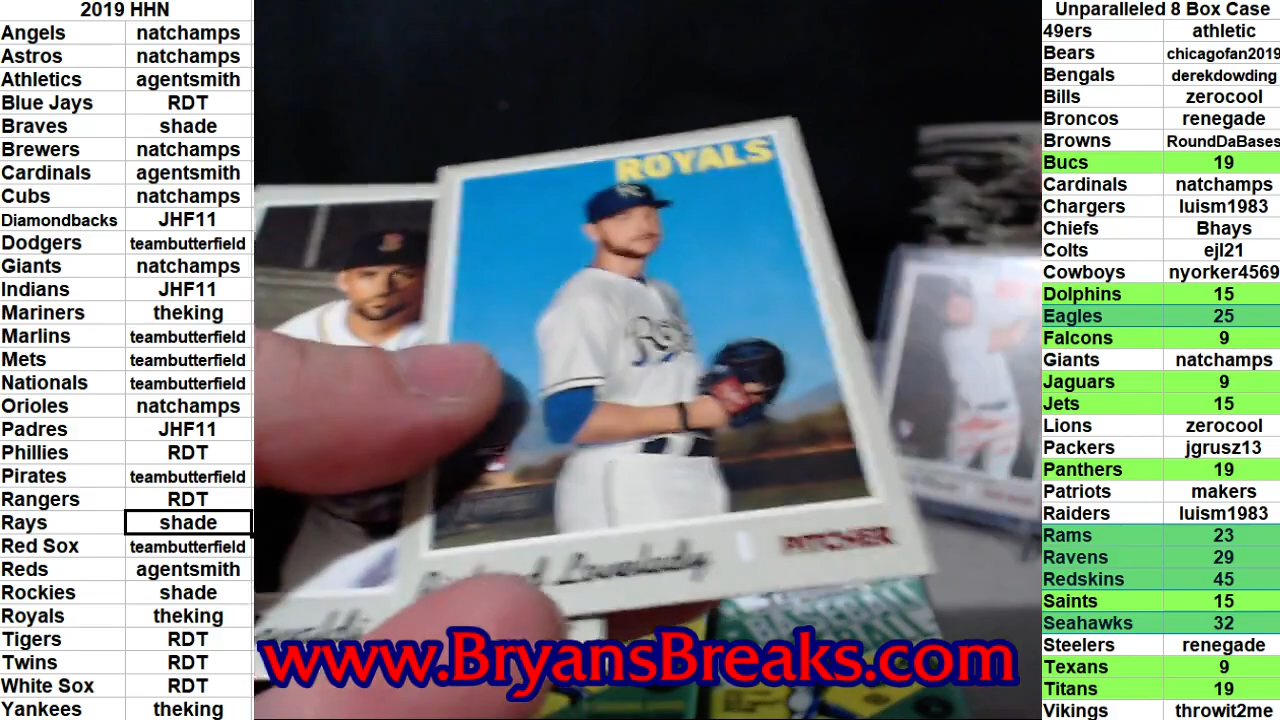 2019 HHN
Angels natchamps
Astros natchamps
Athletics agentsmith
Blue Jays RDT
Braves shade
Brewers natchamps
Cardinals agentsmith
Cubs natchamps
Diamondbacks JHF11
Dodgers teambutterfield
Giants natchamps
Indians JHF11
Mariners theking
Marlins teambutterfield
Mets teambutterfield
Nationals teambutterfield
Orioles natchamps
Padres JHF11
Phillies RDT
Pirates teambutterfield
Rangers RDT
Rays shade
Red Sox teambutterfield
Reds agentsmith
Rockies shade
Royals theking
Tigers RDT
Twins RDT
White Sox RDT
Yankees theking
ROYALS
Lovelady
PITCHER
BASEBALL
www.BryansBreaks.com
Unparalleled 8 Box Case
49ers athletic
Bears chicagofan2019
Bengals derekdowding
Bills zerocool
Broncos renegade
Browns RoundDaBases
Bucs 19
Cardinals natchamps
Chargers luism1983
Chiefs Bhays
Colts ejl21
Cowboys nyorker4569
Dolphins 15
Eagles 25
Falcons 9
Giants natchamps
Jaguars 9
Jets 15
Lions zerocool
Packers jgrusz13
Panthers 19
Patriots makers
Raiders luism1983
Rams 23
Ravens 29
Redskins 45
Saints 15
Seahawks 32
Steelers renegade
Texans 9
Titans 19
Vikings throwit2me